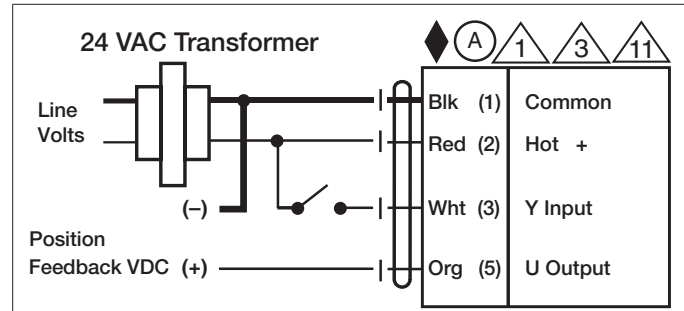 24 VAC Transformer
A 1 3 11
Line
Volts
Blk (1) Common
Red (2) Hot +
(–) Wht (3) Y Input
Position
Feedback VDC (+) Org (5) U Output